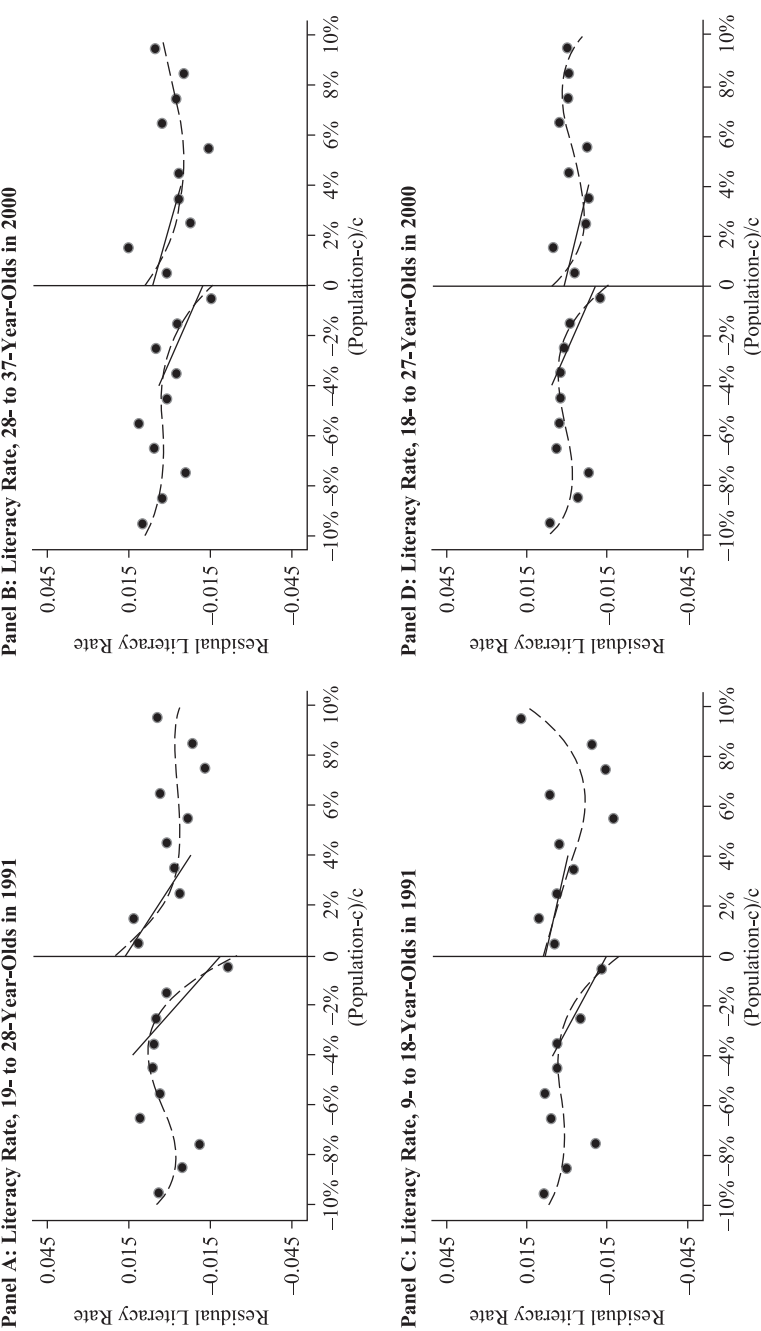 Panel A: Literacy Rate, 19- to 28-Year-Olds in 1991
Residual Literacy Rate
0.045
0.015
−0.015
−0.045
−10% −8% −6% −4% −2% 0 2% 4% 6% 8% 10%
(Population-c)/c
Panel B: Literacy Rate, 28- to 37-Year-Olds in 2000
Residual Literacy Rate
0.045
0.015
−0.015
−0.045
−10% −8% −6% −4% −2% 0 2% 4% 6% 8% 10%
(Population-c)/c
Panel C: Literacy Rate, 9- to 18-Year-Olds in 1991
Residual Literacy Rate
0.045
0.015
−0.015
−0.045
−10% −8% −6% −4% −2% 0 2% 4% 6% 8% 10%
(Population-c)/c
Panel D: Literacy Rate, 18- to 27-Year-Olds in 2000
Residual Literacy Rate
0.045
0.015
−0.015
−0.045
−10% −8% −6% −4% −2% 0 2% 4% 6% 8% 10%
(Population-c)/c